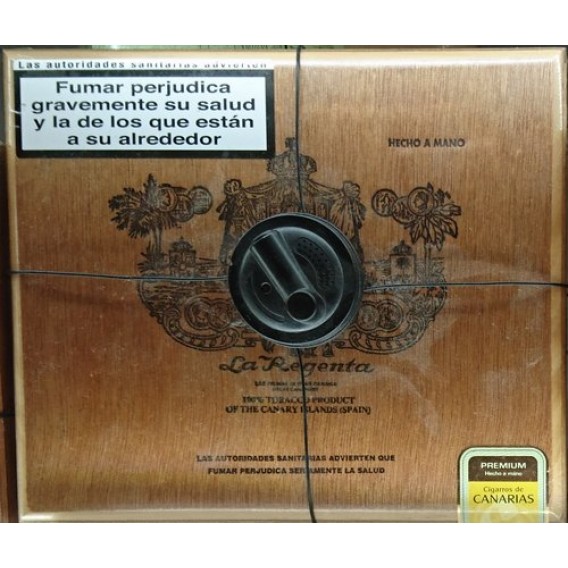 Las autoridades sanitarias advierten
Fumar perjudica
gravemente su salud
y la de los que están
a su alrededor
HECHO A MANO
La Regenta
100% TOBACCO PRODUCT
OF THE CANARY ISLANDS (SPAIN)
LAS AUTORIDADES SANITARIAS ADVIERTEN QUE
FUMAR PERJUDICA SERIAMENTE LA SALUD
PREMIUM
Hecho a mano
Cigarros de
CANARIAS